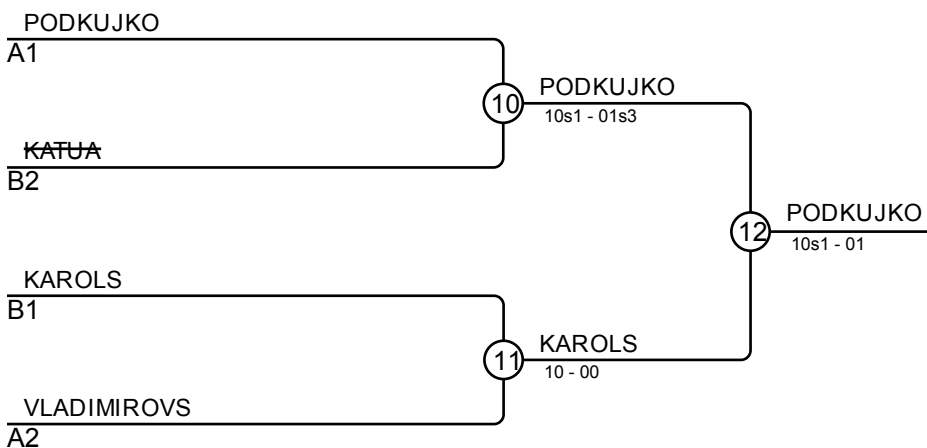 PODKUJKO
A1
10
PODKUJKO
10s1 - 01s3
KATUA
B2
12
PODKUJKO
10s1 - 01
KAROLS
B1
11
KAROLS
10 - 00
VLADIMIROVS
A2